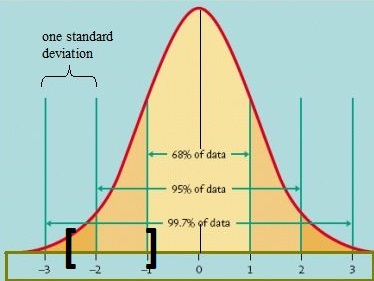 one standard
deviation
68% of data
95% of data
99.7% of data
-3 -2 -1 0 1 2 3